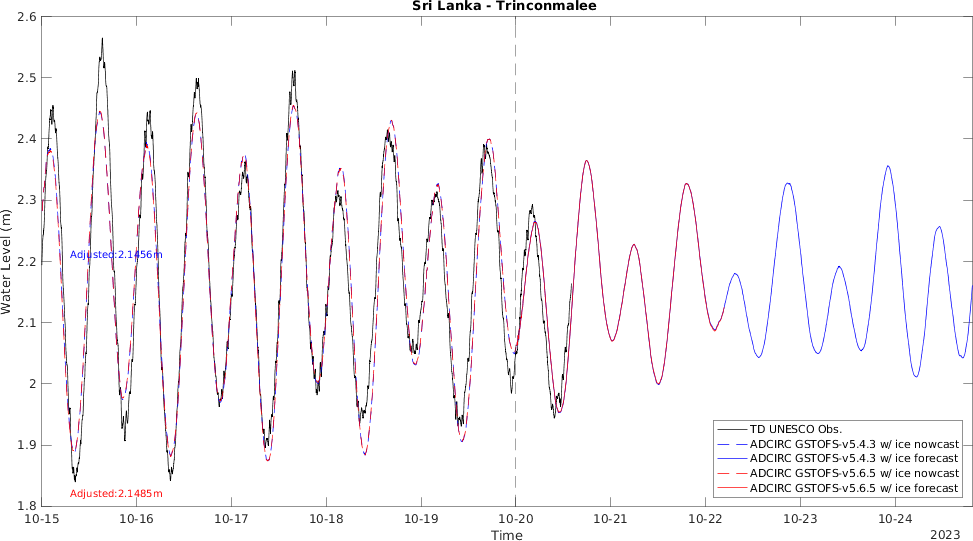 Sri Lanka - Trinconmalee
Water Level (m)
2.6
2.5
2.4
2.3
2.2
2.1
2
1.9
1.8
Adjusted:2.1456m
Adjusted:2.1485m
TD UNESCO Obs.
ADCIRC GSTOFS-v5.4.3 w/ ice nowcast
ADCIRC GSTOFS-v5.4.3 w/ ice forecast
ADCIRC GSTOFS-v5.6.5 w/ ice nowcast
ADCIRC GSTOFS-v5.6.5 w/ ice forecast
10-15 10-16 10-17 10-18 10-19 10-20 10-21 10-22 10-23 10-24
Time
2023